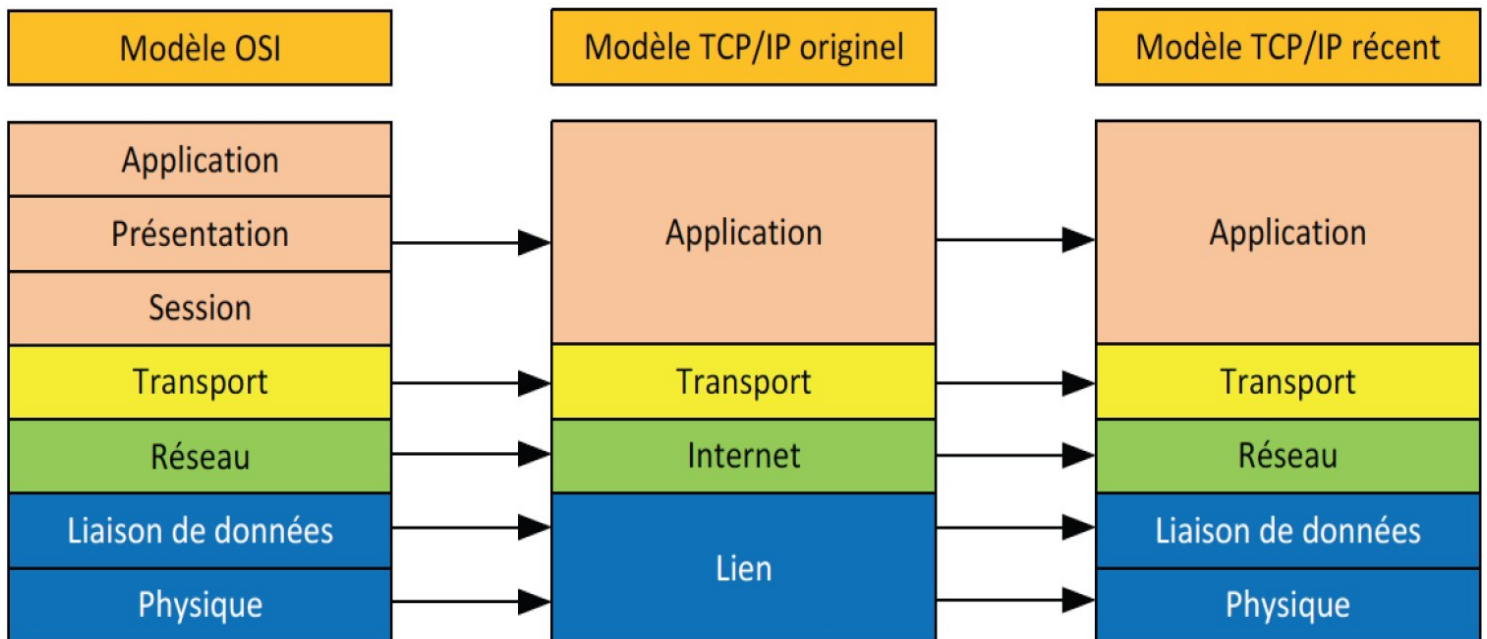 Modèle OSI
Modèle TCP/IP originel
Modèle TCP/IP récent
Application
Présentation
Session
Transport
Réseau
Liaison de données
Physique
Application
Transport
Internet
Lien
Application
Transport
Réseau
Liaison de données
Physique